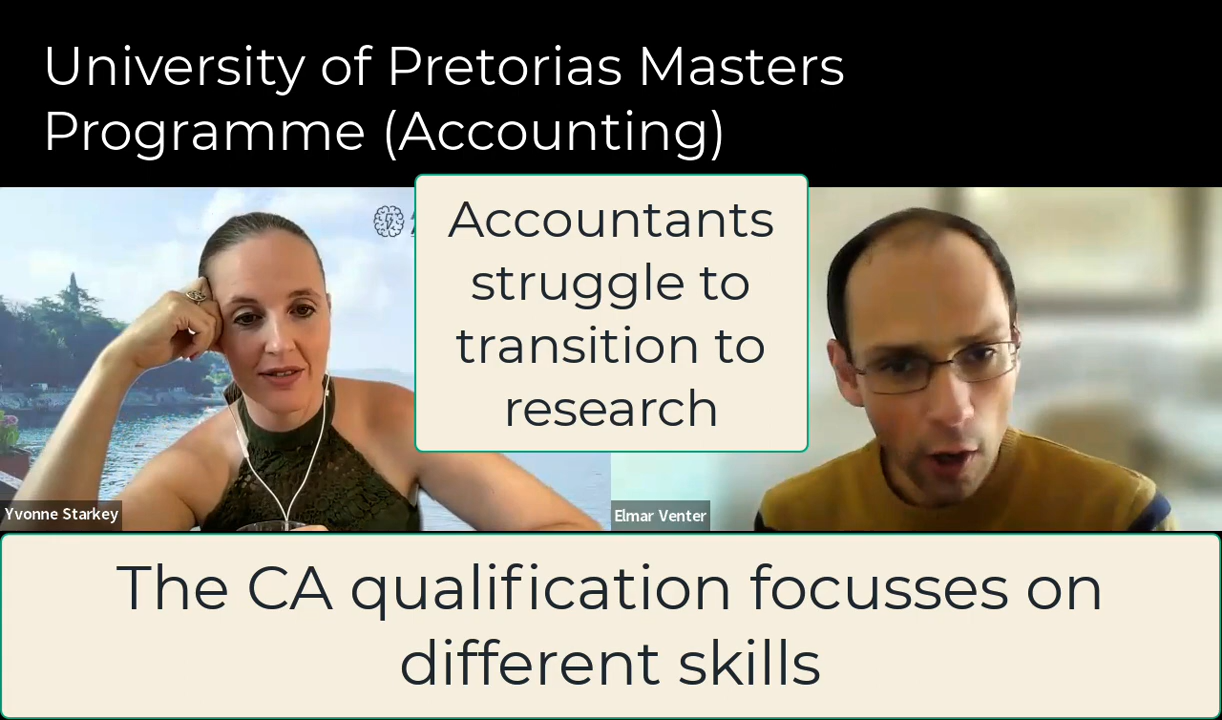 University of Pretorias Masters
Programme (Accounting)
Accountants
struggle to
transition to
research
Yvonne Starkey
Elmar Venter
The CA qualification focusses on
different skills